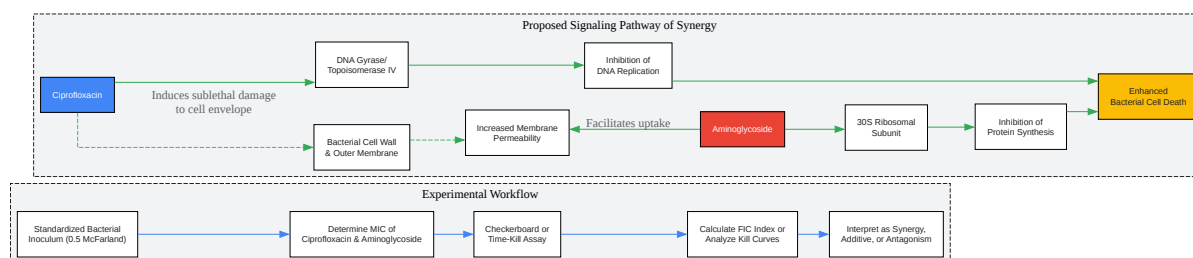 Proposed Signaling Pathway of Synergy
DNA Gyrase/
Topoisomerase IV
Inhibition of
DNA Replication
Ciprofloxacin
Induces sublethal damage
to cell envelope
Enhanced
Bacterial Cell Death
Bacterial Cell Wall
& Outer Membrane
Increased Membrane
Permeability
Facilitates uptake
Aminoglycoside
30S Ribosomal
Subunit
Inhibition of
Protein Synthesis
Experimental Workflow
Standardized Bacterial
Inoculum (0.5 McFarland)
Determine MIC of
Ciprofloxacin & Aminoglycoside
Checkerboard or
Time-Kill Assay
Calculate FIC Index or
Analyze Kill Curves
Interpret as Synergy,
Additive, or Antagonism